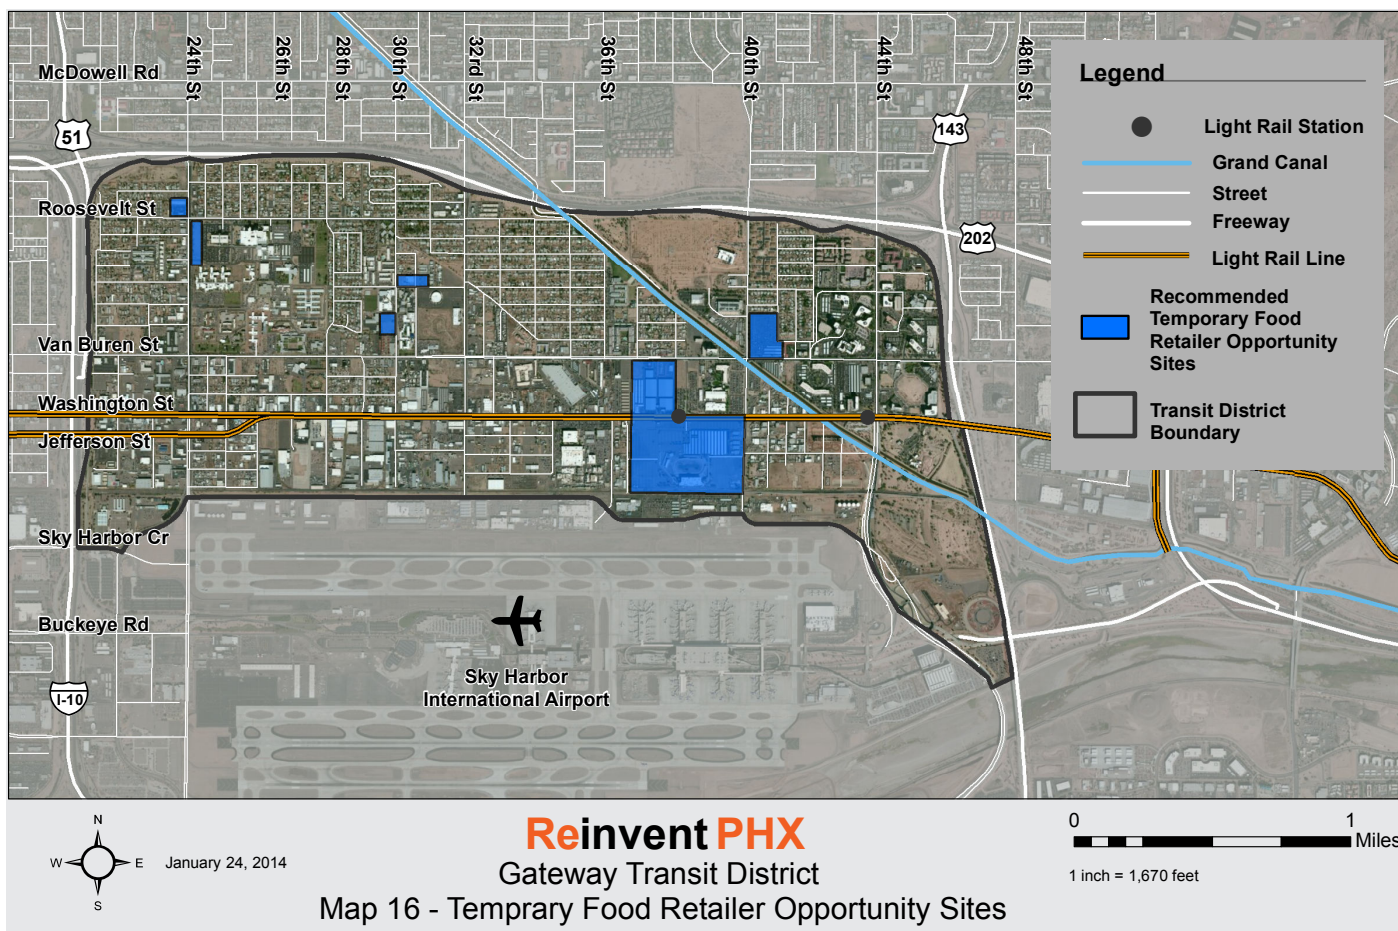 24th St
26th St
28th St
30th St
32rd St
36th St
40th St
44th St
48th St
McDowell Rd
51
143
Roosevelt St
202
Van Buren St
Washington St
Jefferson St
Sky Harbor Cr
Buckeye Rd
I-10
Sky Harbor
International Airport
Legend
Light Rail Station
Grand Canal
Street
Freeway
Light Rail Line
Recommended
Temporary Food
Retailer Opportunity
Sites
Transit District
Boundary
N
W E
S
January 24, 2014
Reinvent PHX
Gateway Transit District
Map 16 - Temprary Food Retailer Opportunity Sites
0 1
Miles
1 inch = 1,670 feet